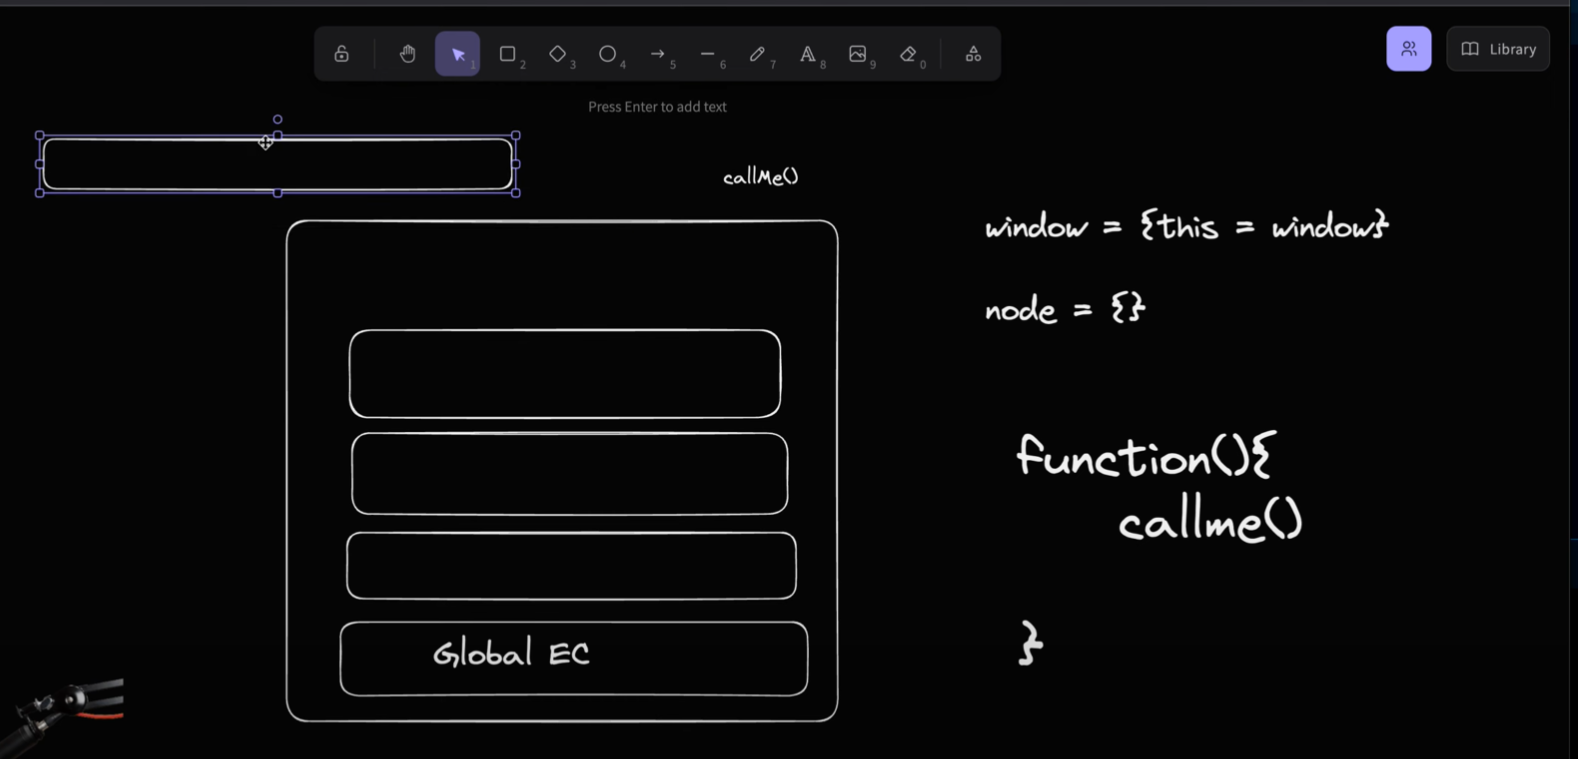 1
2
3
4
5
6
7
8
9
0
Library
Press Enter to add text
callMe()
window = {this = window}
node = {}
function(){
callme()
}
Global EC